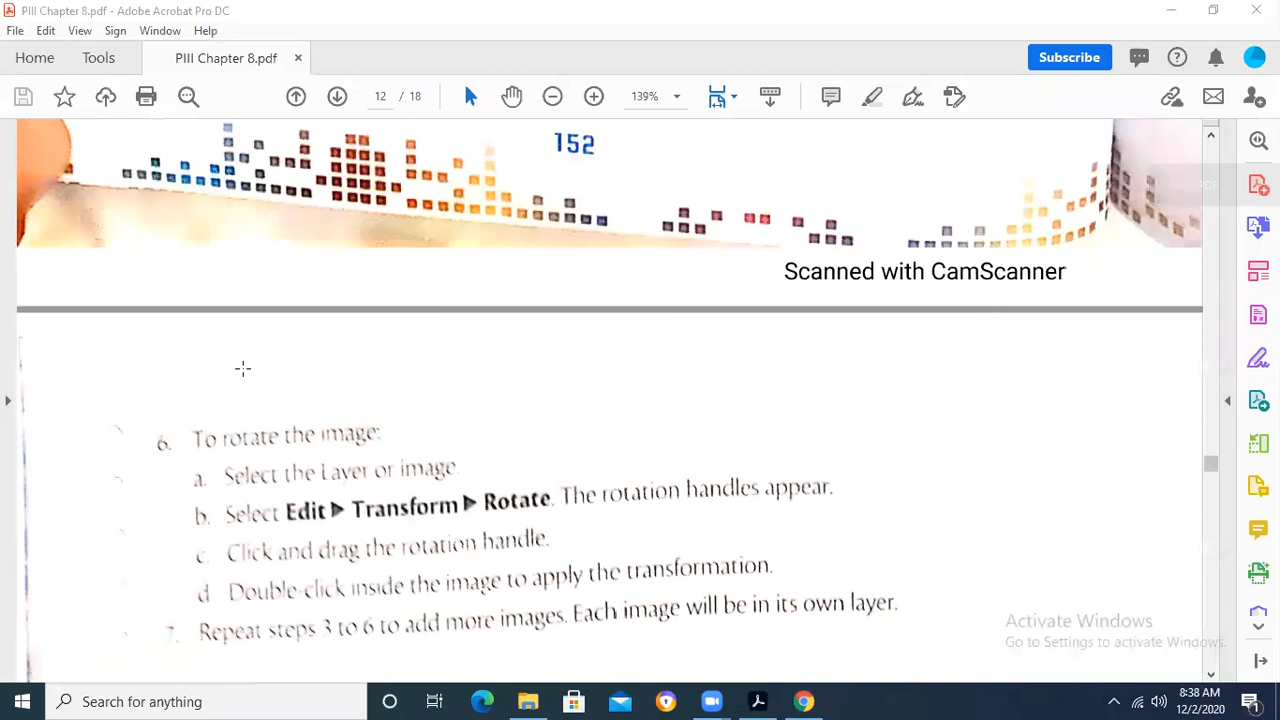 PIII Chapter 8.pdf - Adobe Acrobat Pro DC
File Edit View Sign Window Help
Home Tools PIII Chapter 8.pdf × Subscribe
12 / 18 139%
152
Scanned with CamScanner
6. To rotate the image:
a. Select the Layer or image.
b. Select Edit ▶ Transform ▶ Rotate. The rotation handles appear.
c. Click and drag the rotation handle.
d Double-click inside the image to apply the transformation.
7. Repeat steps 3 to 6 to add more images. Each image will be in its own layer.
Activate Windows
Go to Settings to activate Windows.
Search for anything
8:38 AM
12/2/2020